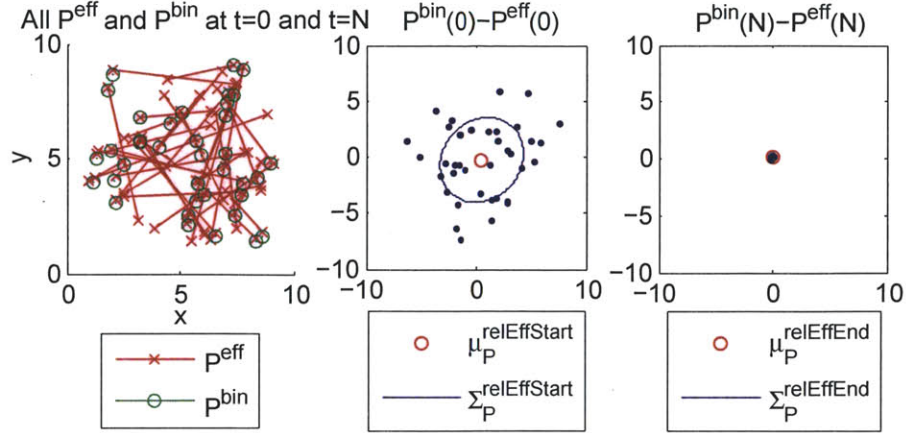 All P^eff and P^bin at t=0 and t=N
P^bin(0)−P^eff(0)
P^bin(N)−P^eff(N)
10
5
0
y
0 5 10
x
10
5
0
−5
−10
−10 0 10
10
5
0
−5
−10
−10 0 10
P^eff
P^bin
μ_P^relEffStart
Σ_P^relEffStart
μ_P^relEffEnd
Σ_P^relEffEnd